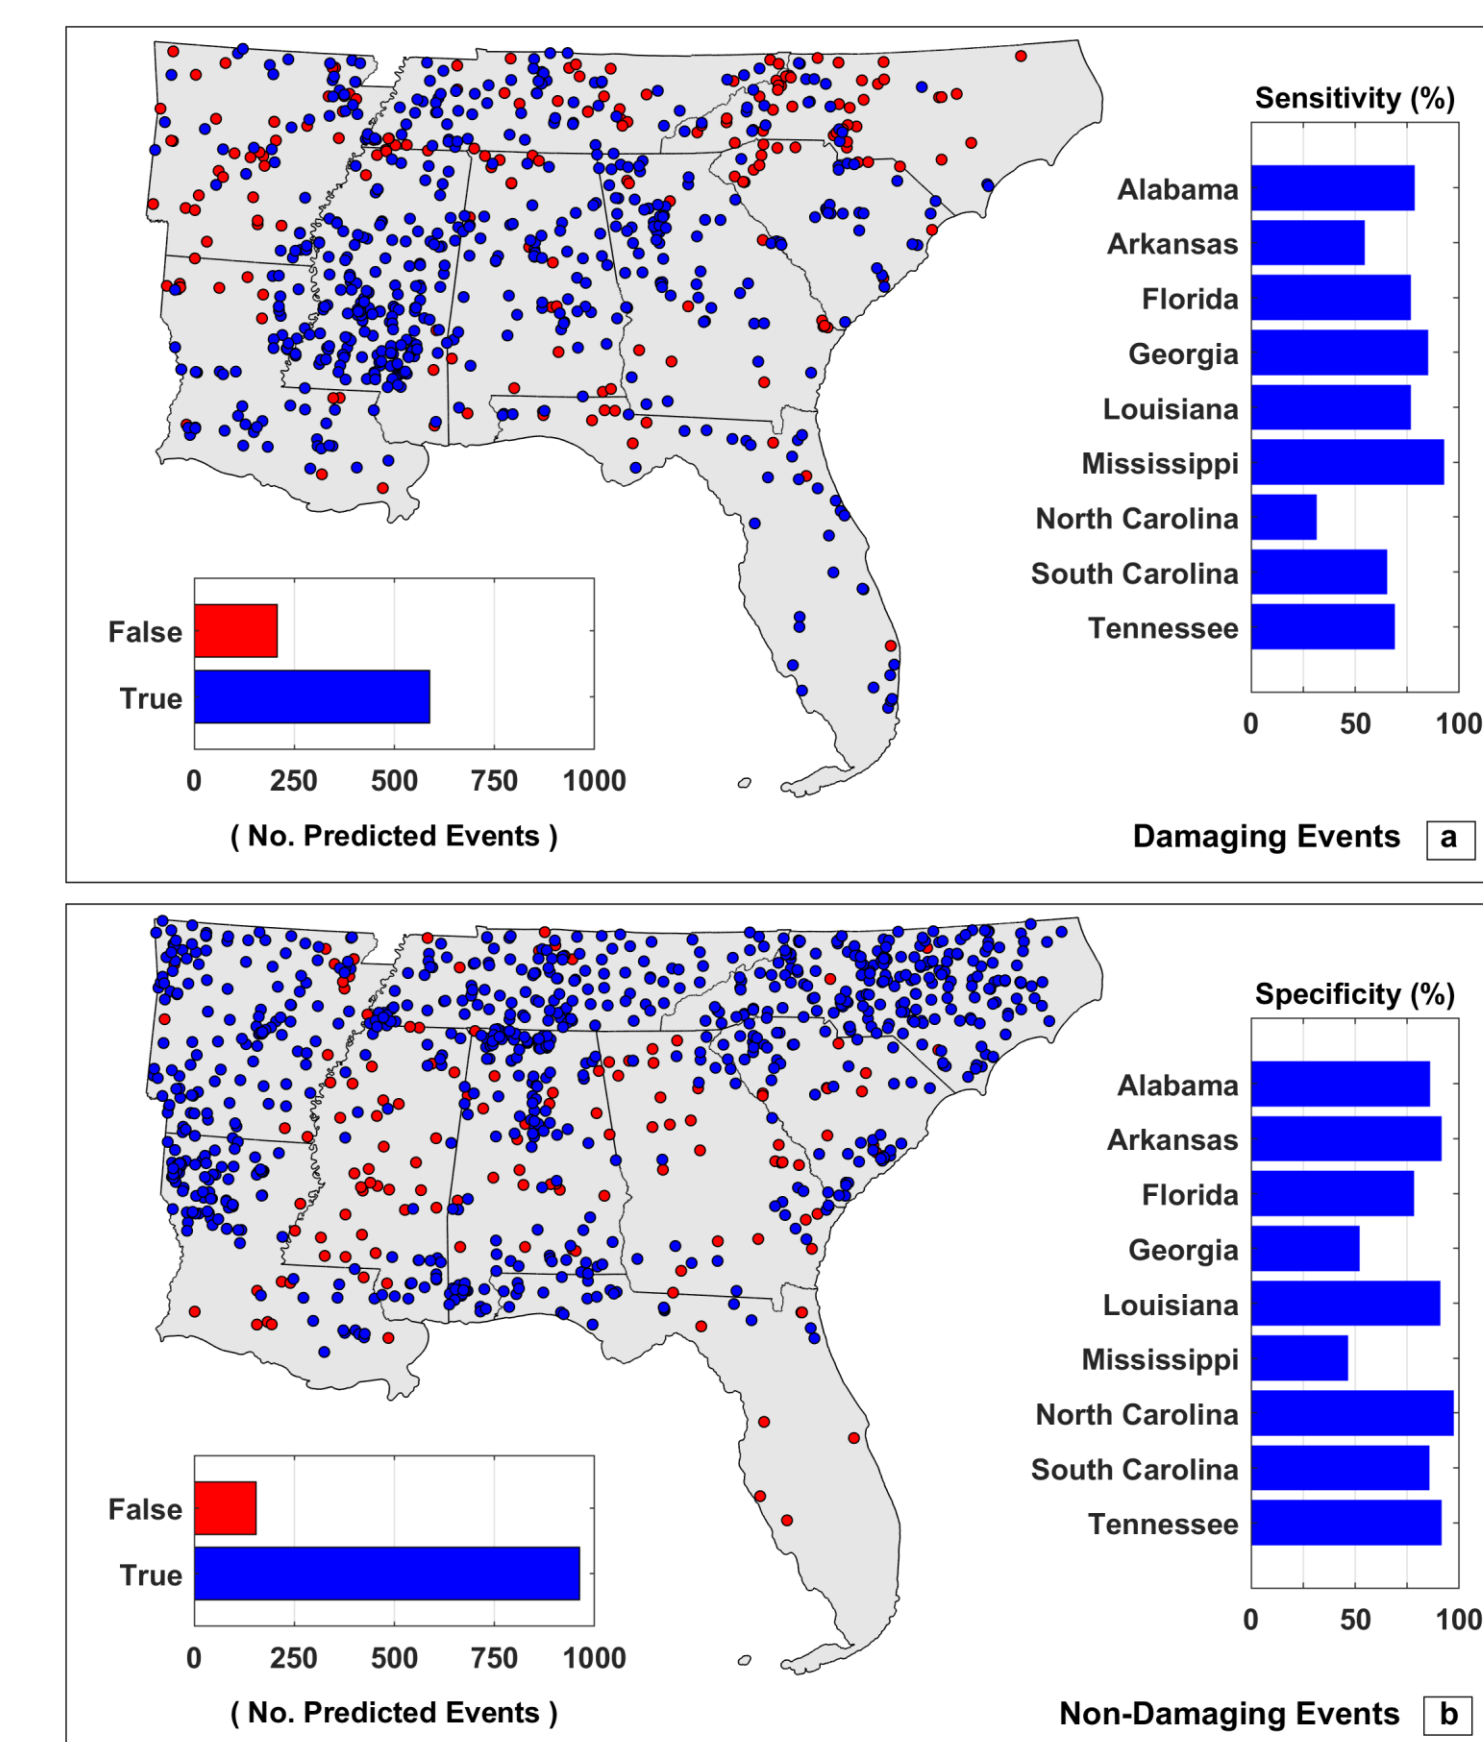 Sensitivity (%)
Alabama
Arkansas
Florida
Georgia
Louisiana
Mississippi
North Carolina
South Carolina
Tennessee
0 50 100
False
True
0 250 500 750 1000
( No. Predicted Events )
Damaging Events a
Specificity (%)
Alabama
Arkansas
Florida
Georgia
Louisiana
Mississippi
North Carolina
South Carolina
Tennessee
0 50 100
False
True
0 250 500 750 1000
( No. Predicted Events )
Non-Damaging Events b